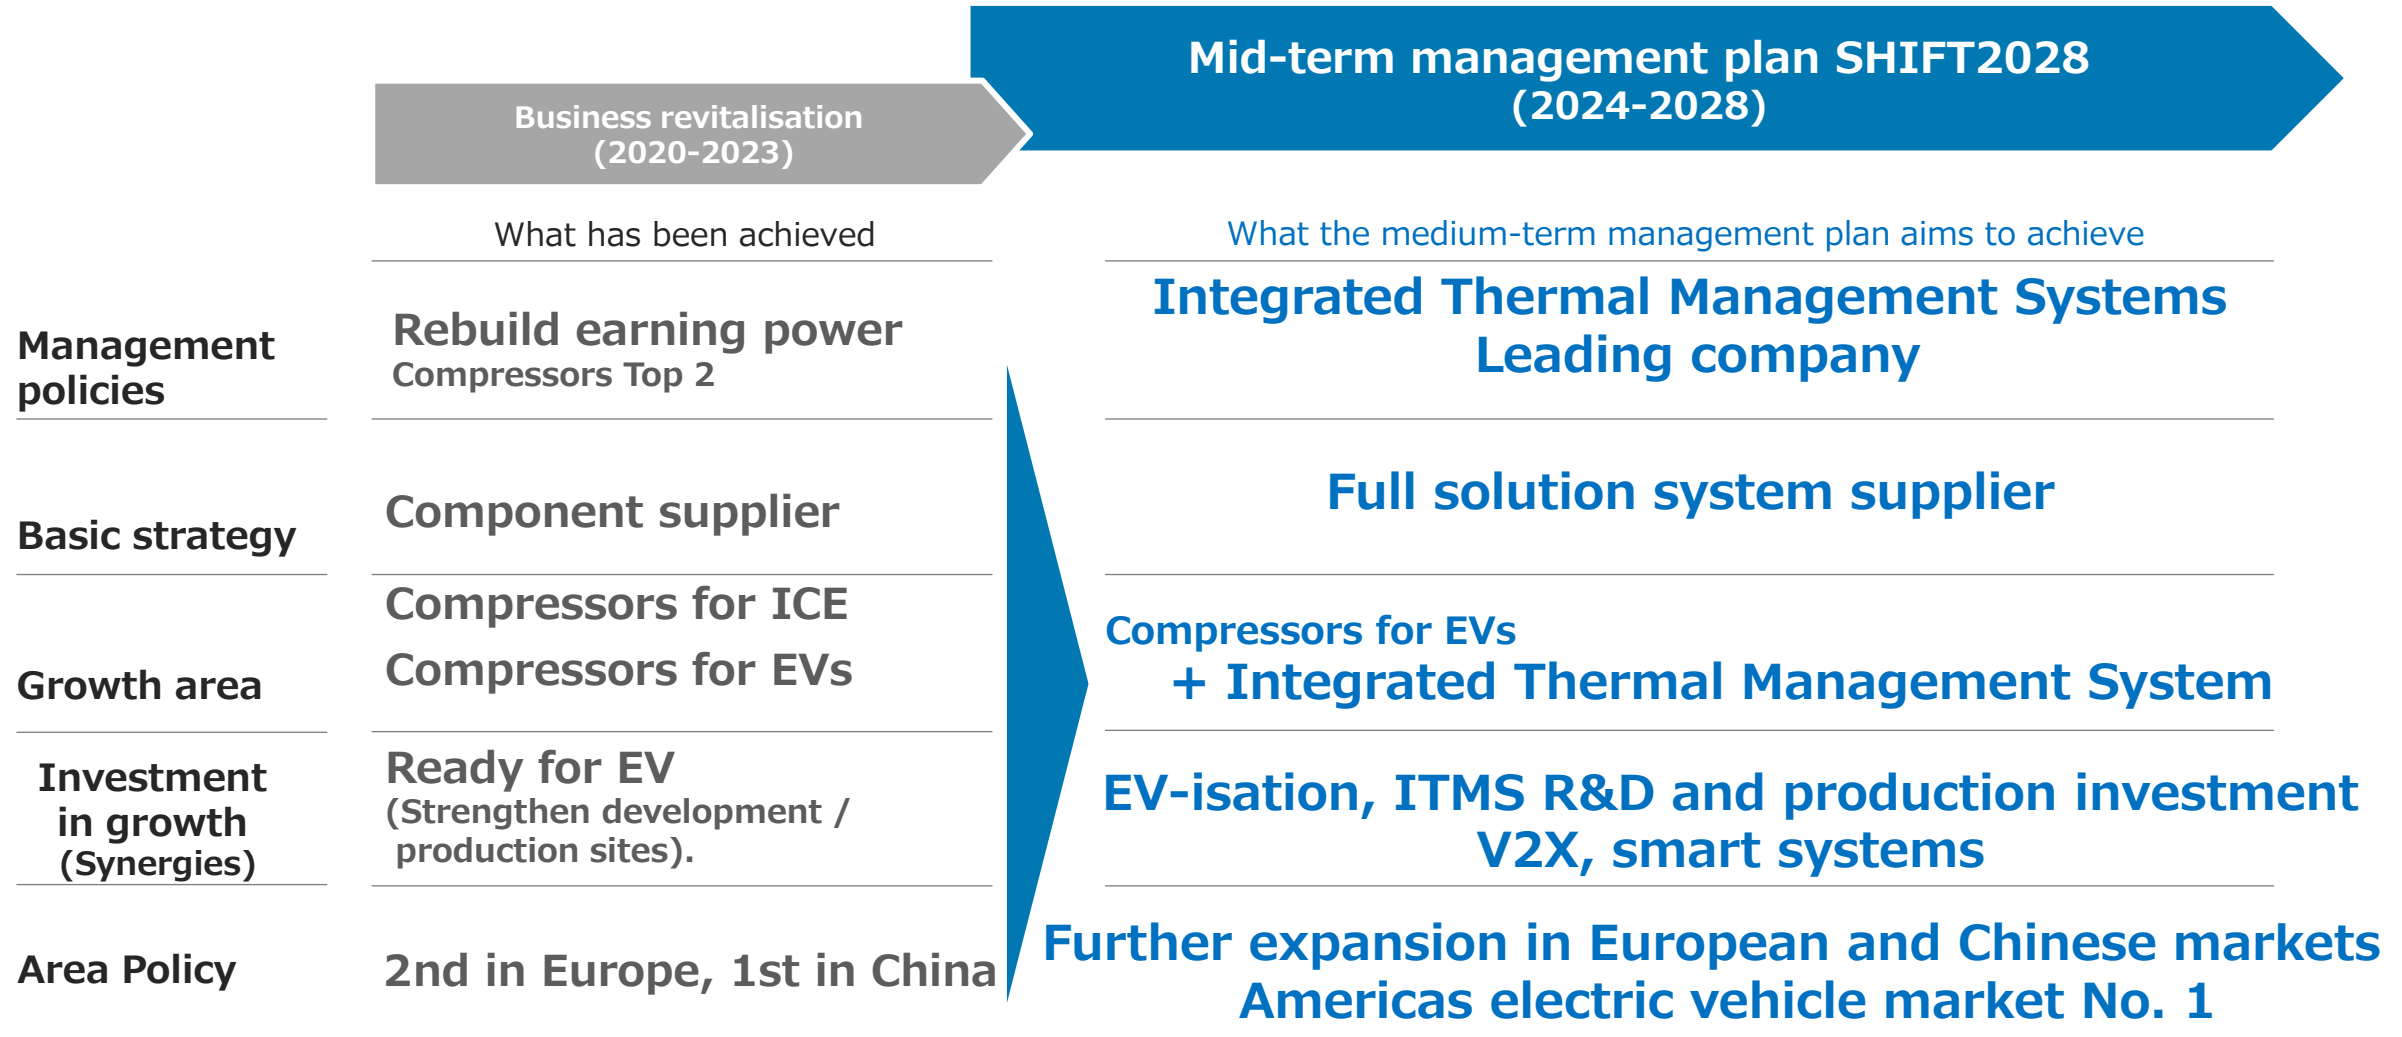 Mid-term management plan SHIFT2028
(2024-2028)
Business revitalisation
(2020-2023)
What has been achieved
What the medium-term management plan aims to achieve
Management
policies
Rebuild earning power
Compressors Top 2
Integrated Thermal Management Systems
Leading company
Basic strategy
Component supplier
Full solution system supplier
Growth area
Compressors for ICE
Compressors for EVs
Compressors for EVs
+ Integrated Thermal Management System
Investment
in growth
(Synergies)
Ready for EV
(Strengthen development /
production sites).
EV-isation, ITMS R&D and production investment
V2X, smart systems
Area Policy
2nd in Europe, 1st in China
Further expansion in European and Chinese markets
Americas electric vehicle market No. 1